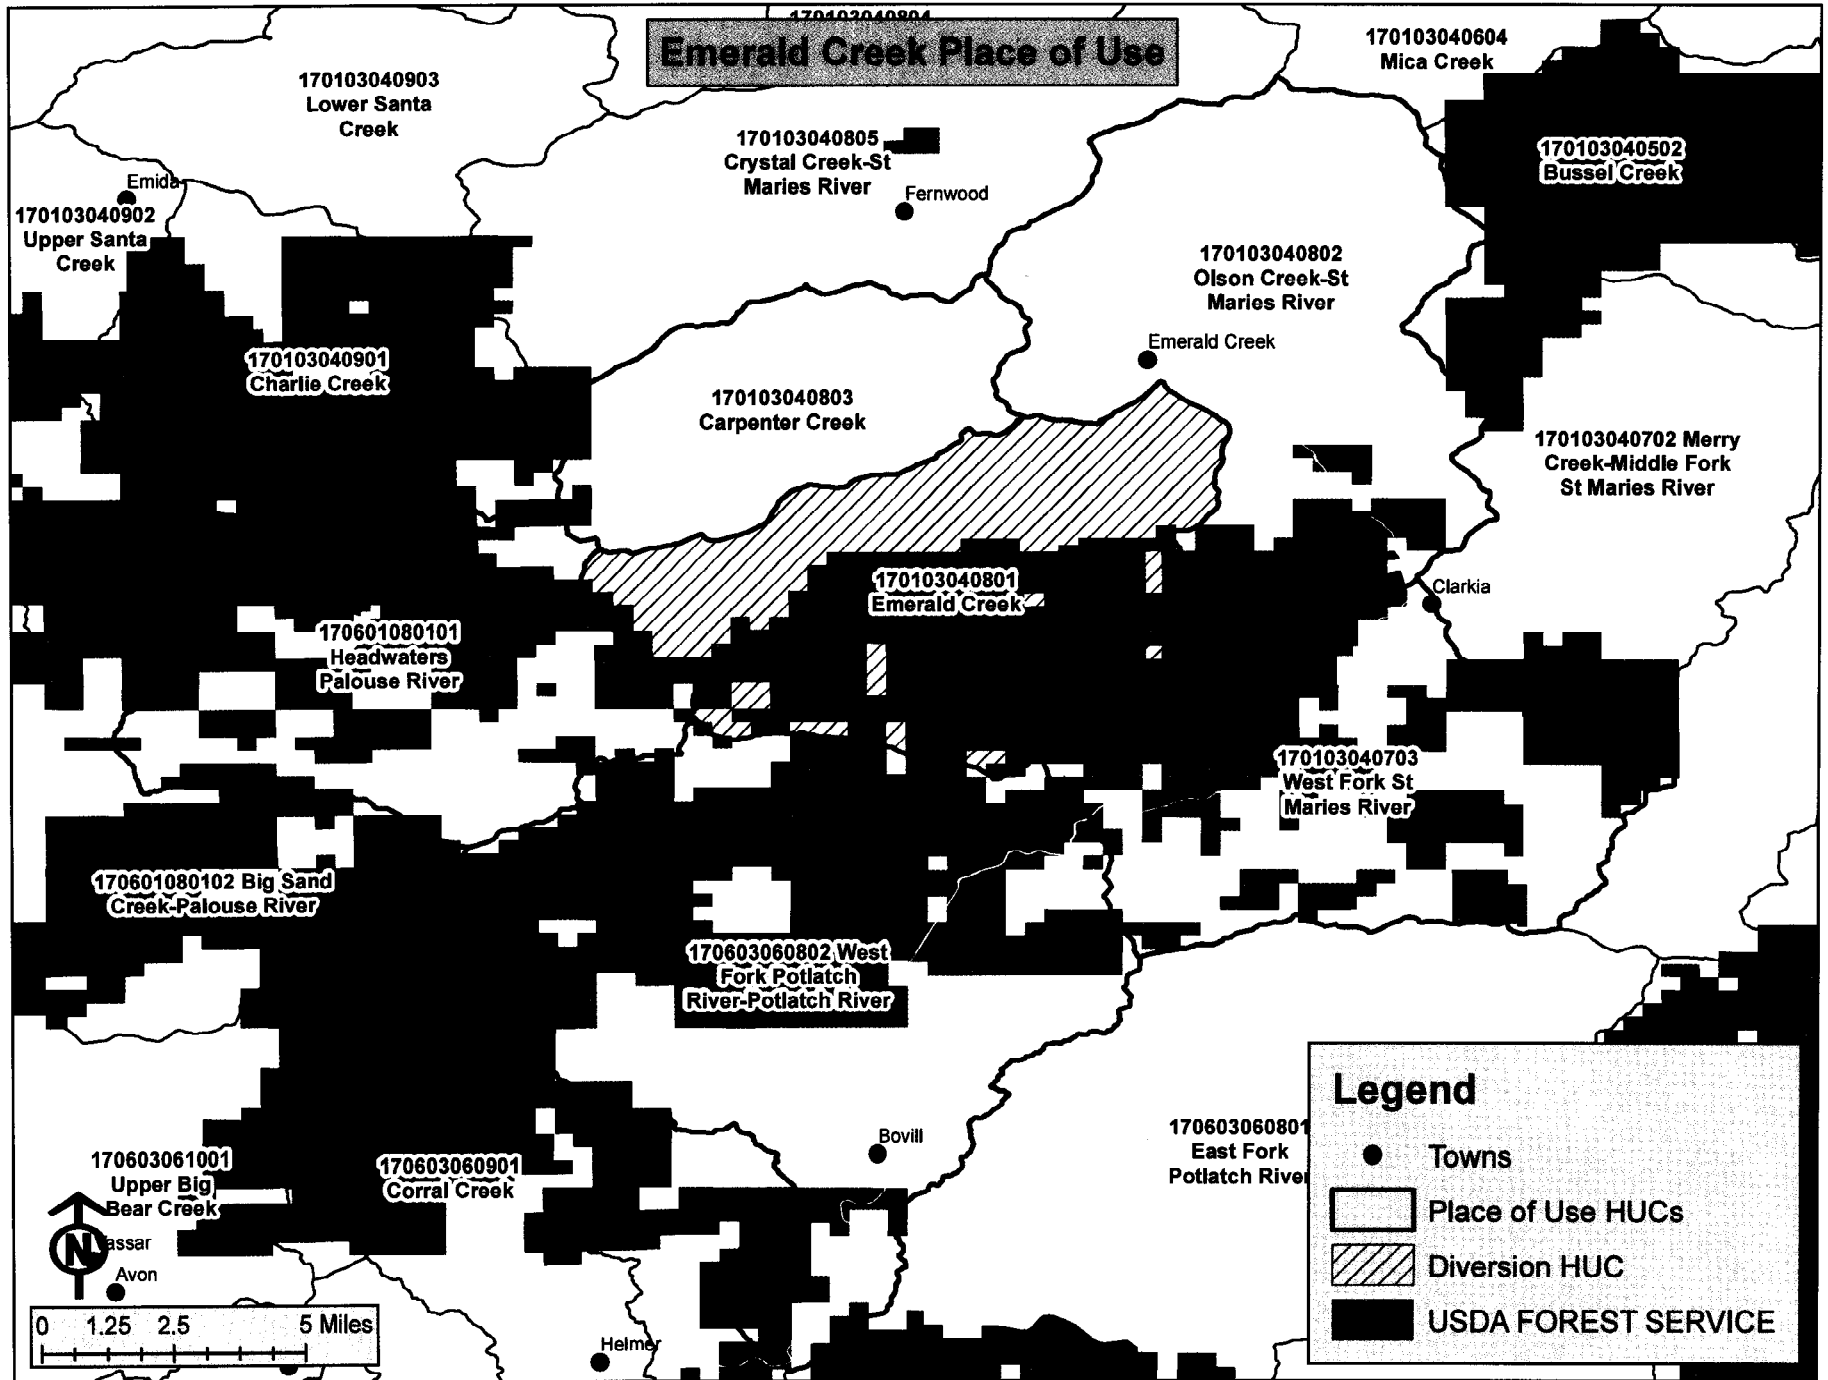 170103040804
Emerald Creek Place of Use
170103040604
Mica Creek
170103040903
Lower Santa
Creek
170103040805
Crystal Creek-St
Maries River
170103040502
Bussel Creek
Emida
Fernwood
170103040902
Upper Santa
Creek
170103040802
Olson Creek-St
Maries River
Emerald Creek
170103040901
Charlie Creek
170103040803
Carpenter Creek
170103040702 Merry
Creek-Middle Fork
St Maries River
170103040801
Emerald Creek
Clarkia
170601080101
Headwaters
Palouse River
170103040703
West Fork St
Maries River
170601080102 Big Sand
Creek-Palouse River
170603060802 West
Fork Potlatch
River-Potlatch River
Bovill
170603060801
East Fork
Potlatch River
170603061001
Upper Big
Bear Creek
170603060901
Corral Creek
N
assar
Avon
Helmer
0 1.25 2.5 5 Miles
Legend
Towns
Place of Use HUCs
Diversion HUC
USDA FOREST SERVICE